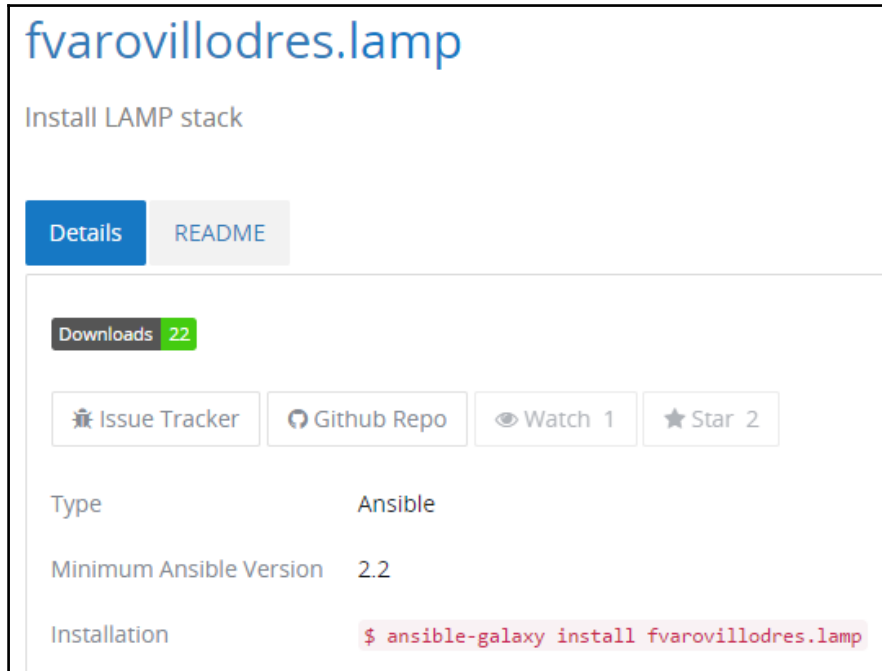 fvarovillodres.lamp
Install LAMP stack
Details README
Downloads 22
Issue Tracker Github Repo Watch 1 Star 2
Type Ansible
Minimum Ansible Version 2.2
Installation $ ansible-galaxy install fvarovillodres.lamp